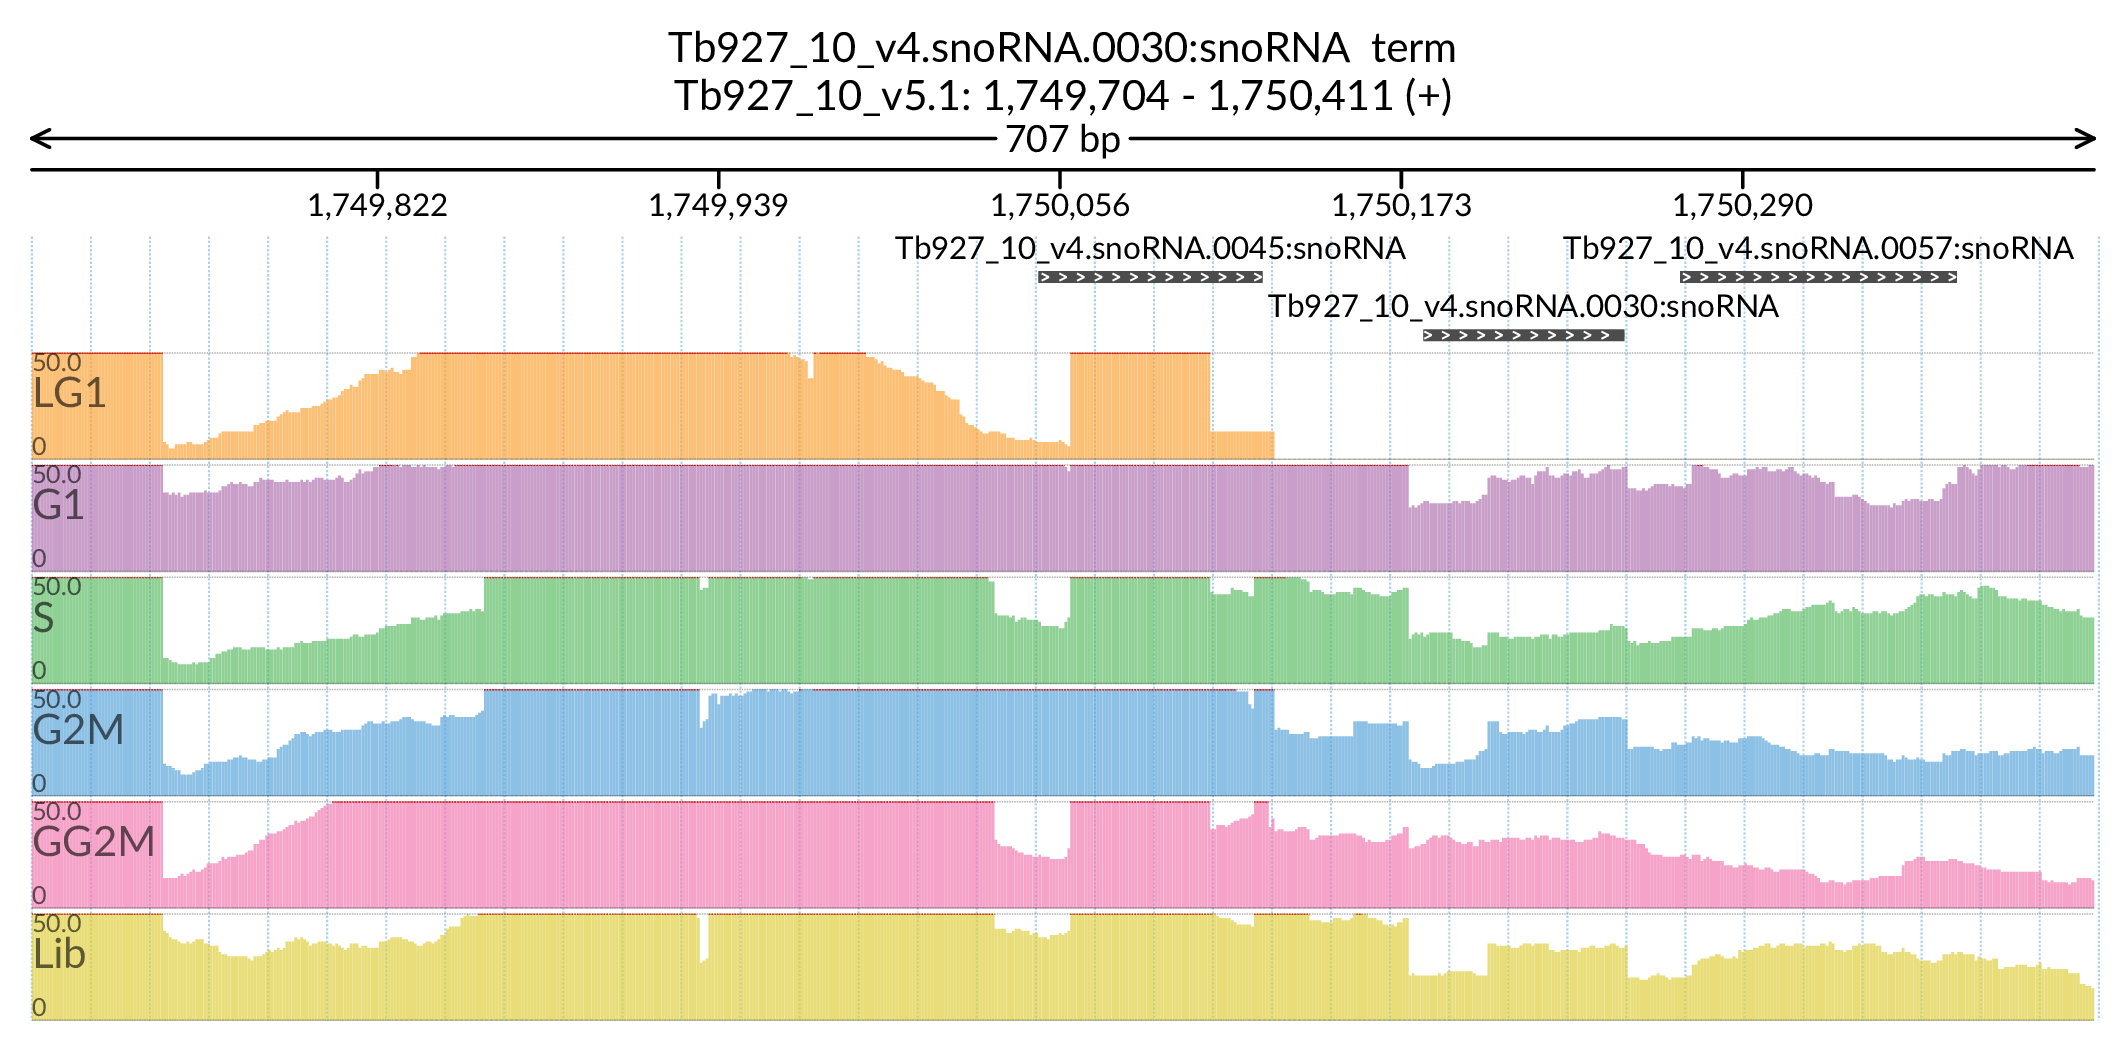 Tb927_10_v4.snoRNA.0030:snoRNA term
Tb927_10_v5.1: 1,749,704 - 1,750,411 (+)
707 bp
1,749,822 1,749,939 1,750,056 1,750,173 1,750,290
Tb927_10_v4.snoRNA.0045:snoRNA Tb927_10_v4.snoRNA.0057:snoRNA
Tb927_10_v4.snoRNA.0030:snoRNA
50.0
LG1
0
50.0
G1
0
50.0
S
0
50.0
G2M
0
50.0
GG2M
0
50.0
Lib
0